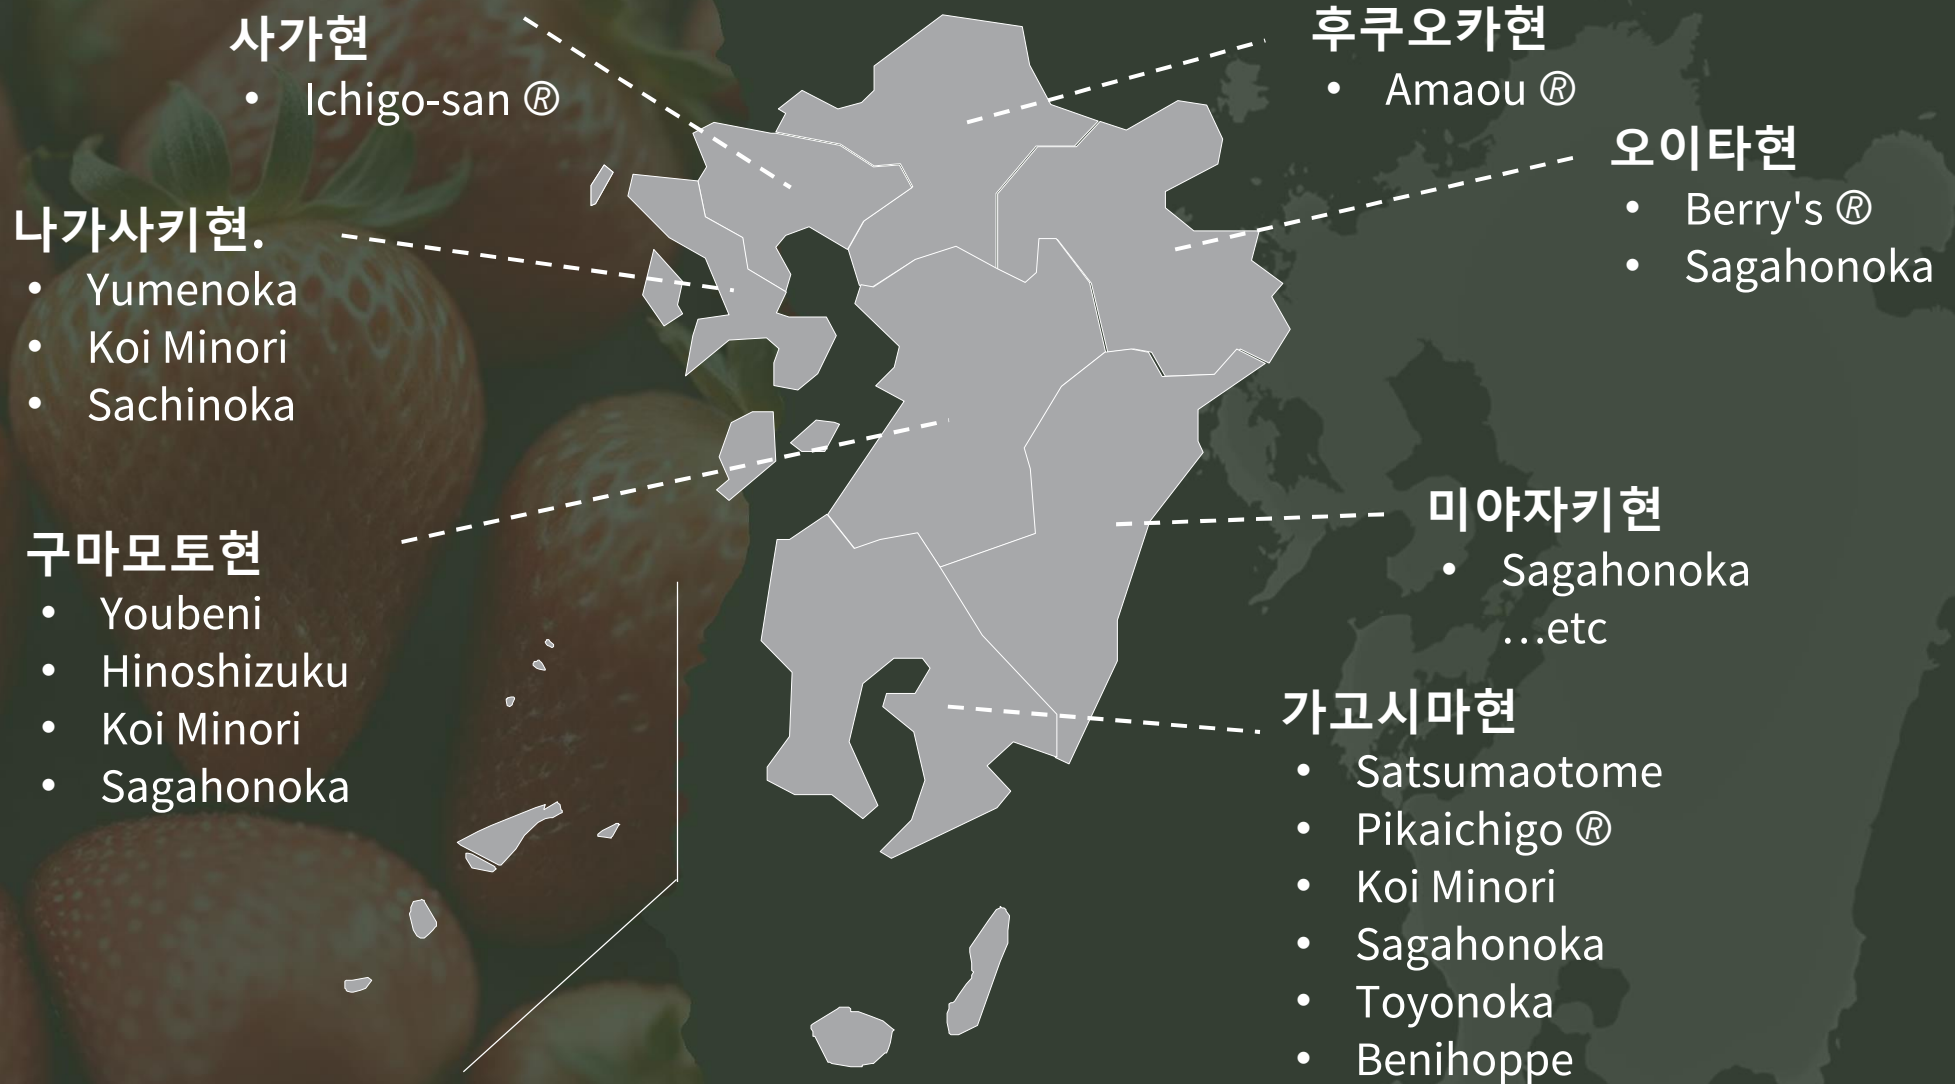 사가현
• Ichigo-san ®
후쿠오카현
• Amaou ®
오이타현
• Berry's ®
• Sagahonoka
나가사키현.
• Yumenoka
• Koi Minori
• Sachinoka
구마모토현
• Youbeni
• Hinoshizuku
• Koi Minori
• Sagahonoka
미야자키현
• Sagahonoka
…etc
가고시마현
• Satsumaotome
• Pikaichigo ®
• Koi Minori
• Sagahonoka
• Toyonoka
• Benihoppe